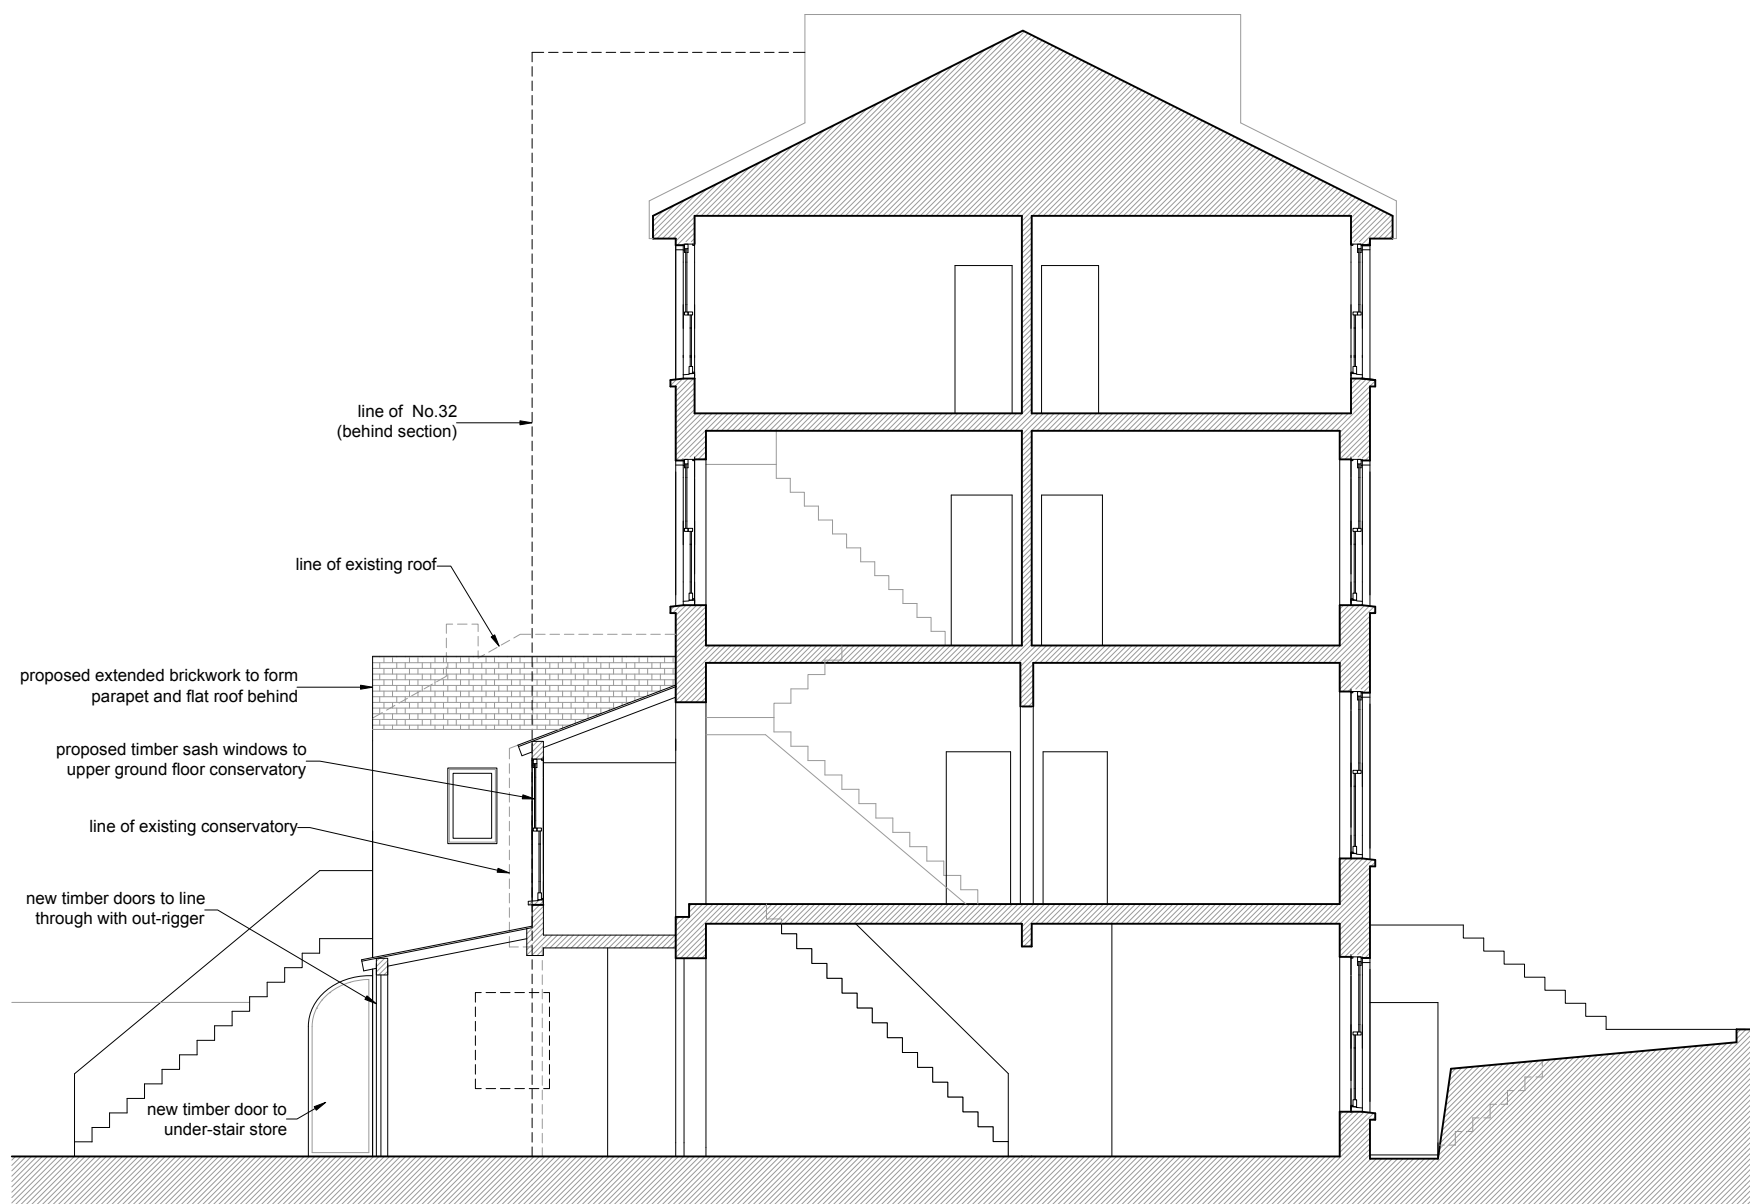 line of No.32
(behind section)
line of existing roof
proposed extended brickwork to form
parapet and flat roof behind
proposed timber sash windows to
upper ground floor conservatory
line of existing conservatory
new timber doors to line
through with out-rigger
new timber door to
under-stair store